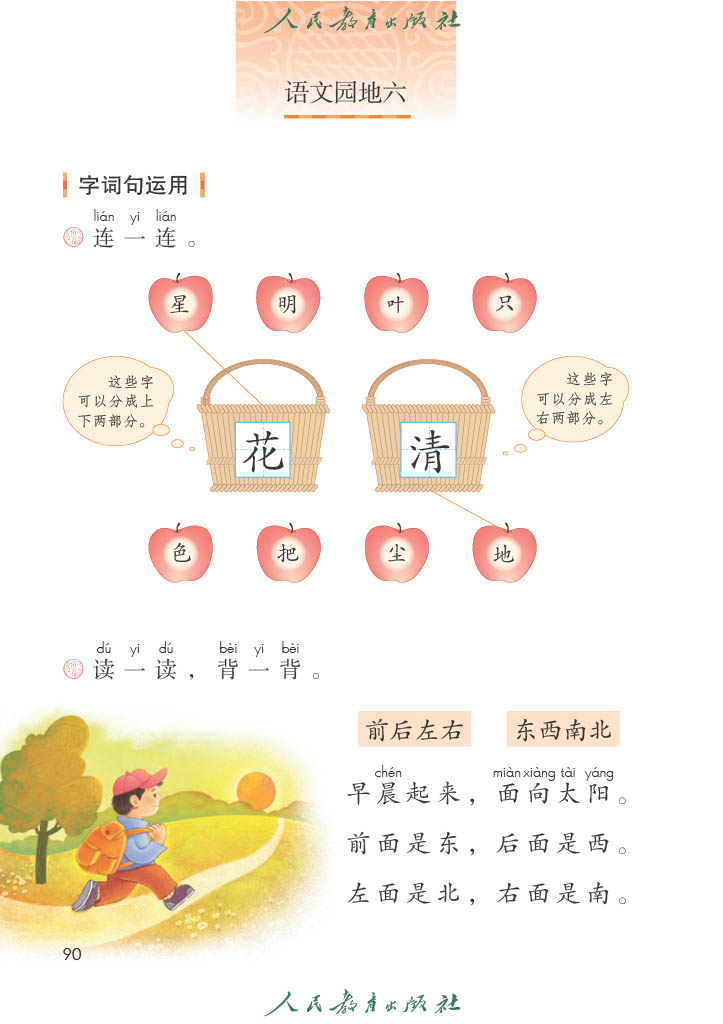 人民教育出版社
语文园地六
字词句运用
lián yi lián
连一连。
星 明 叶 只
这些字
可以分成上
下两部分。
花
清
这些字
可以分成左
右两部分。
色 把 尘 地
dú yi dú bèi yi bèi
读一读，背一背。
前后左右 东西南北
chén miàn xiàng tài yáng
早晨起来，面向太阳。
前面是东，后面是西。
左面是北，右面是南。
90
人民教育出版社